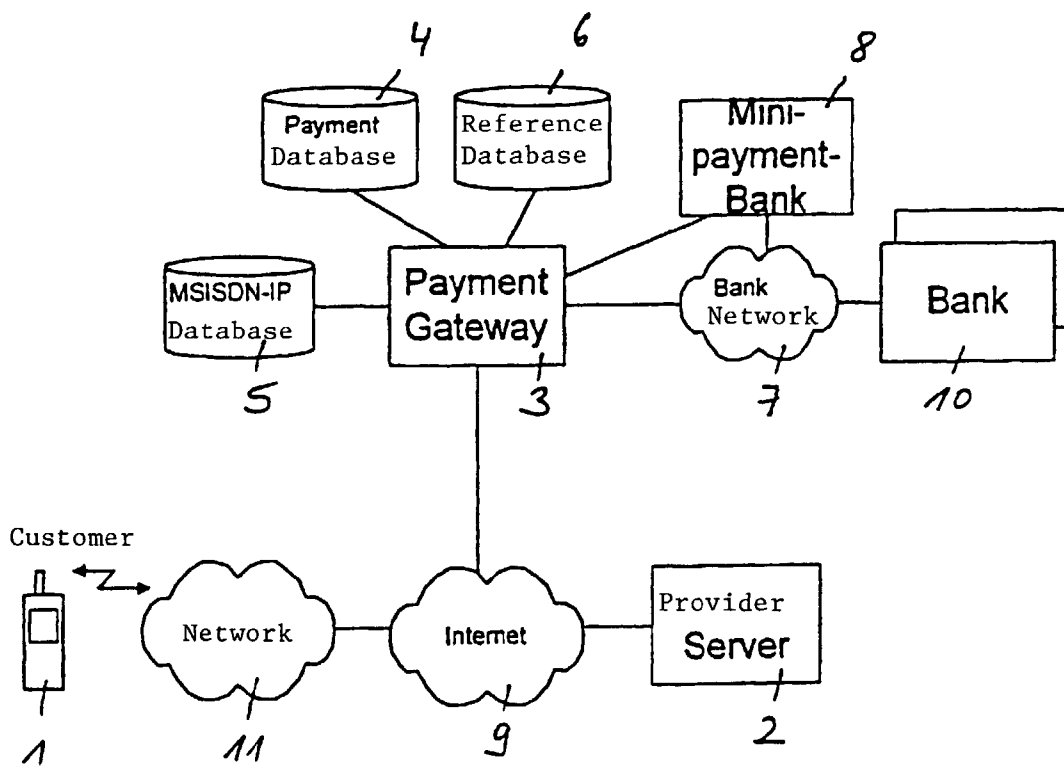 4
6
8
Payment
Database
Reference
Database
Mini-
payment-
Bank
MSISDN-IP
Database
Payment
Gateway
Bank
Network
Bank
5
3
7
10
Customer
Network
Internet
Provider
Server
1
11
9
2